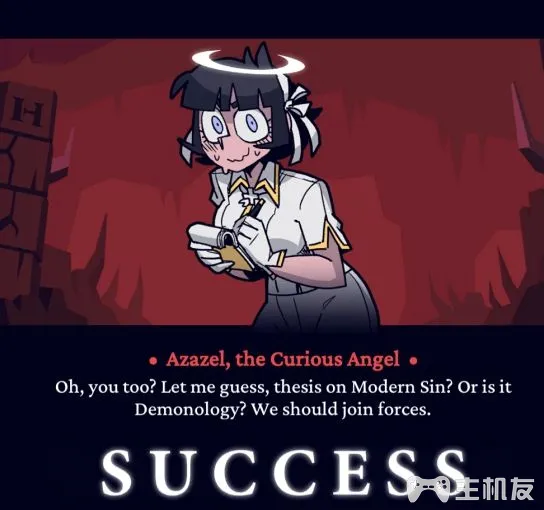 H
• Azazel, the Curious Angel •
Oh, you too? Let me guess, thesis on Modern Sin? Or is it
Demonology? We should join forces.
SUCCESS
主机友